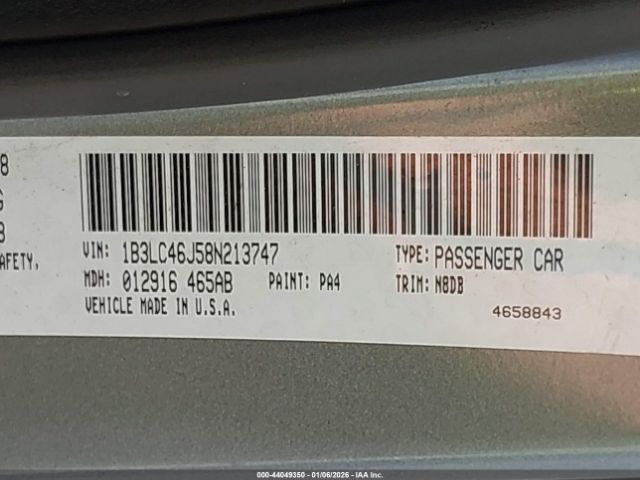 8
G
8
AFETY,
VIN: 1B3LC46J58N213747 TYPE: PASSENGER CAR
MDH: 012916 465AB PAINT: PA4 TRIM: N8DB
VEHICLE MADE IN U.S.A.
4658843
000-44049350 | 01/06/2026 - IAA Inc.